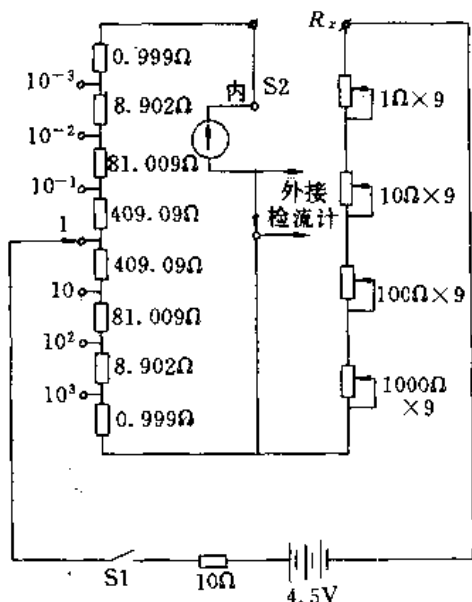 R x
0.999Ω
10⁻³
8.902Ω
10⁻²
81.009Ω
10⁻¹
409.09Ω
1
409.09Ω
10
81.009Ω
10²
8.902Ω
10³
0.999Ω
内
S2
外接
检流计
1Ω×9
10Ω×9
100Ω×9
1000Ω
×9
S1
10Ω
4.5V